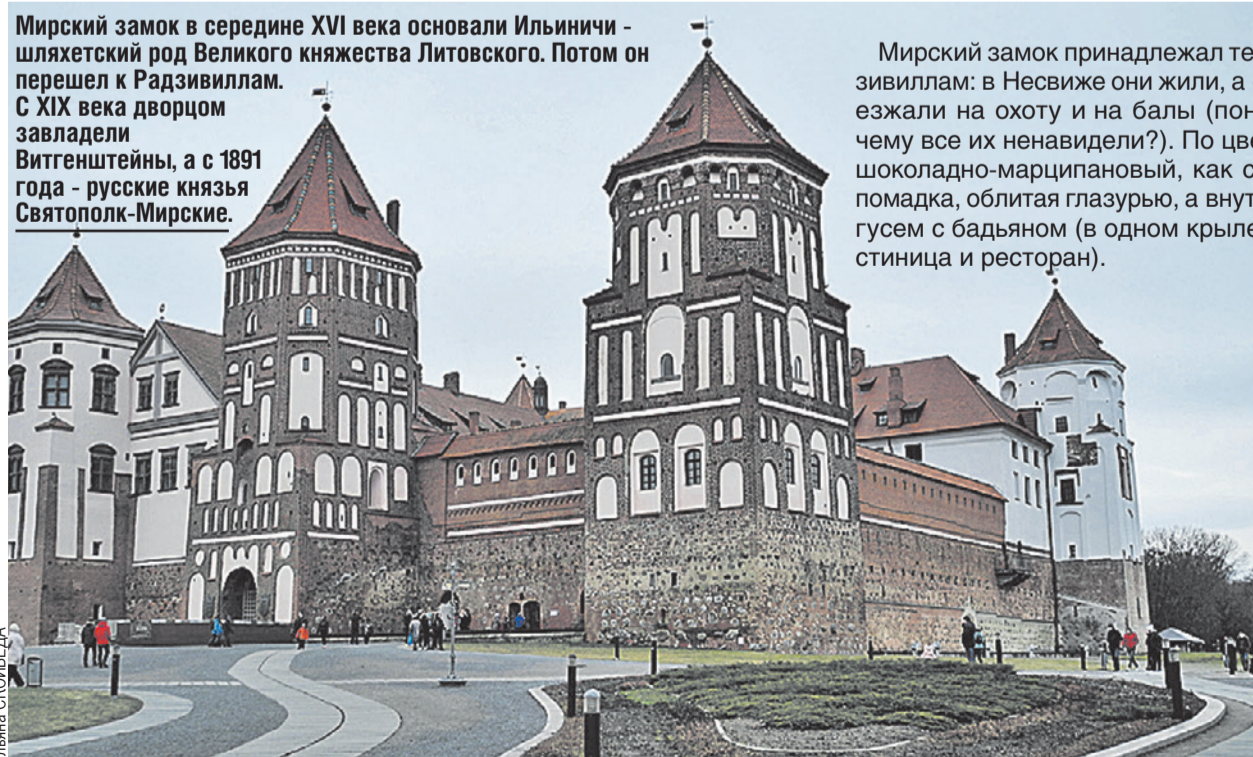 Мирский замок в середине XVI века основали Ильиничи -
шляхетский род Великого княжества Литовского. Потом он
перешел к Радзивиллам.
С XIX века дворцом
завладели
Витгенштейны, а с 1891
года - русские князья
Святополк-Мирские.
Мирский замок принадлежал те
зивиллам: в Несвиже они жили, а
езжали на охоту и на балы (пон
чему все их ненавидели?). По цве
шоколадно-марципановый, как с
помадка, облитая глазурью, а внут
гусем с бадьяном (в одном крыле
стиница и ресторан).